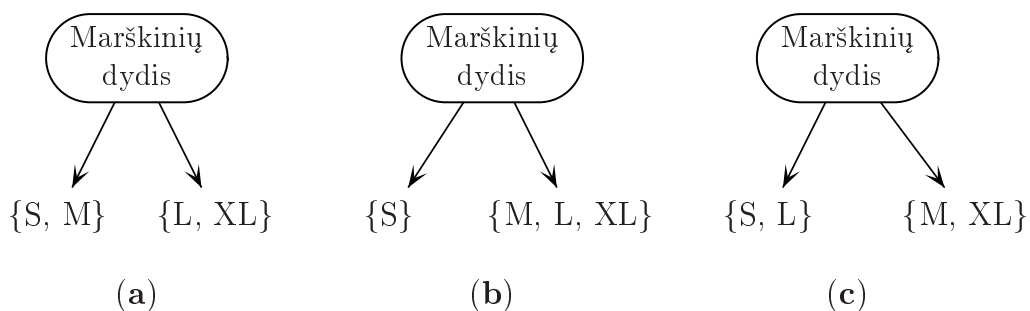 Marškinių
dydis
Marškinių
dydis
Marškinių
dydis
{S, M}
{L, XL}
{S}
{M, L, XL}
{S, L}
{M, XL}
(a)
(b)
(c)